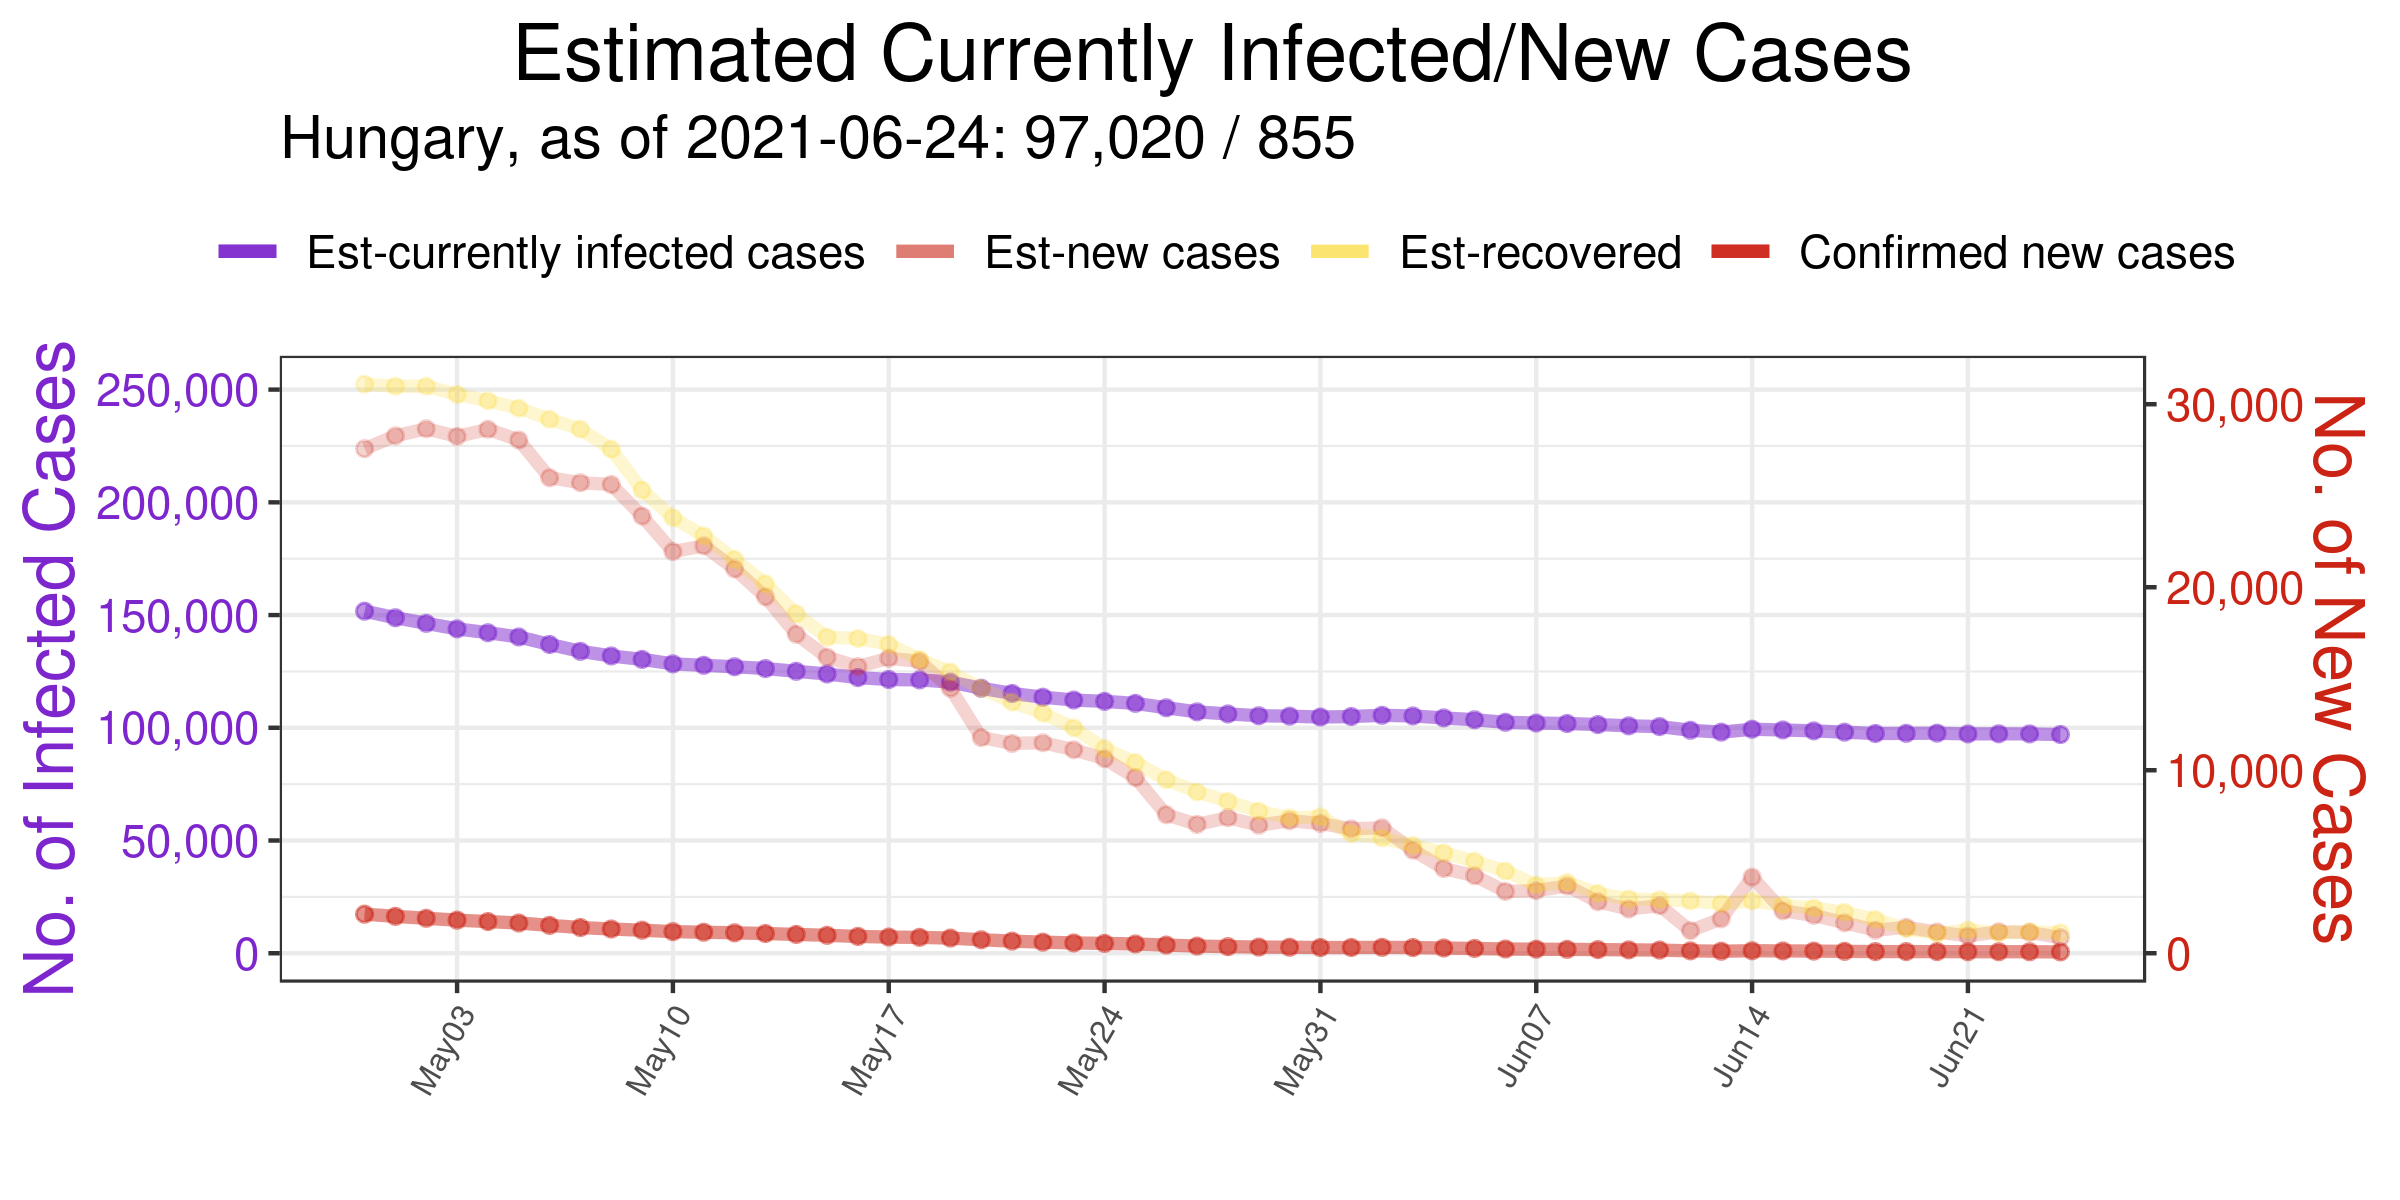 Estimated Currently Infected/New Cases
Hungary, as of 2021-06-24: 97,020 / 855
Est-currently infected cases Est-new cases Est-recovered Confirmed new cases
No. of Infected Cases
250,000
200,000
150,000
100,000
50,000
0
30,000
20,000
10,000
0
No. of New Cases
May03 May10 May17 May24 May31 Jun07 Jun14 Jun21